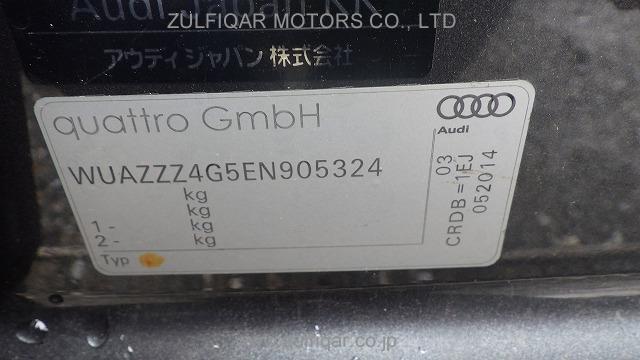 ZULFIQAR MOTORS CO., LTD
Audi Japan KK
アウディ ジャパン 株式会社
quattro GmbH
Audi
WUAZZZ4G5EN905324
kg
kg
1 - kg
2 - kg
Typ
03
CRDB=1EJ
052014
www.zulfiqar.co.jp